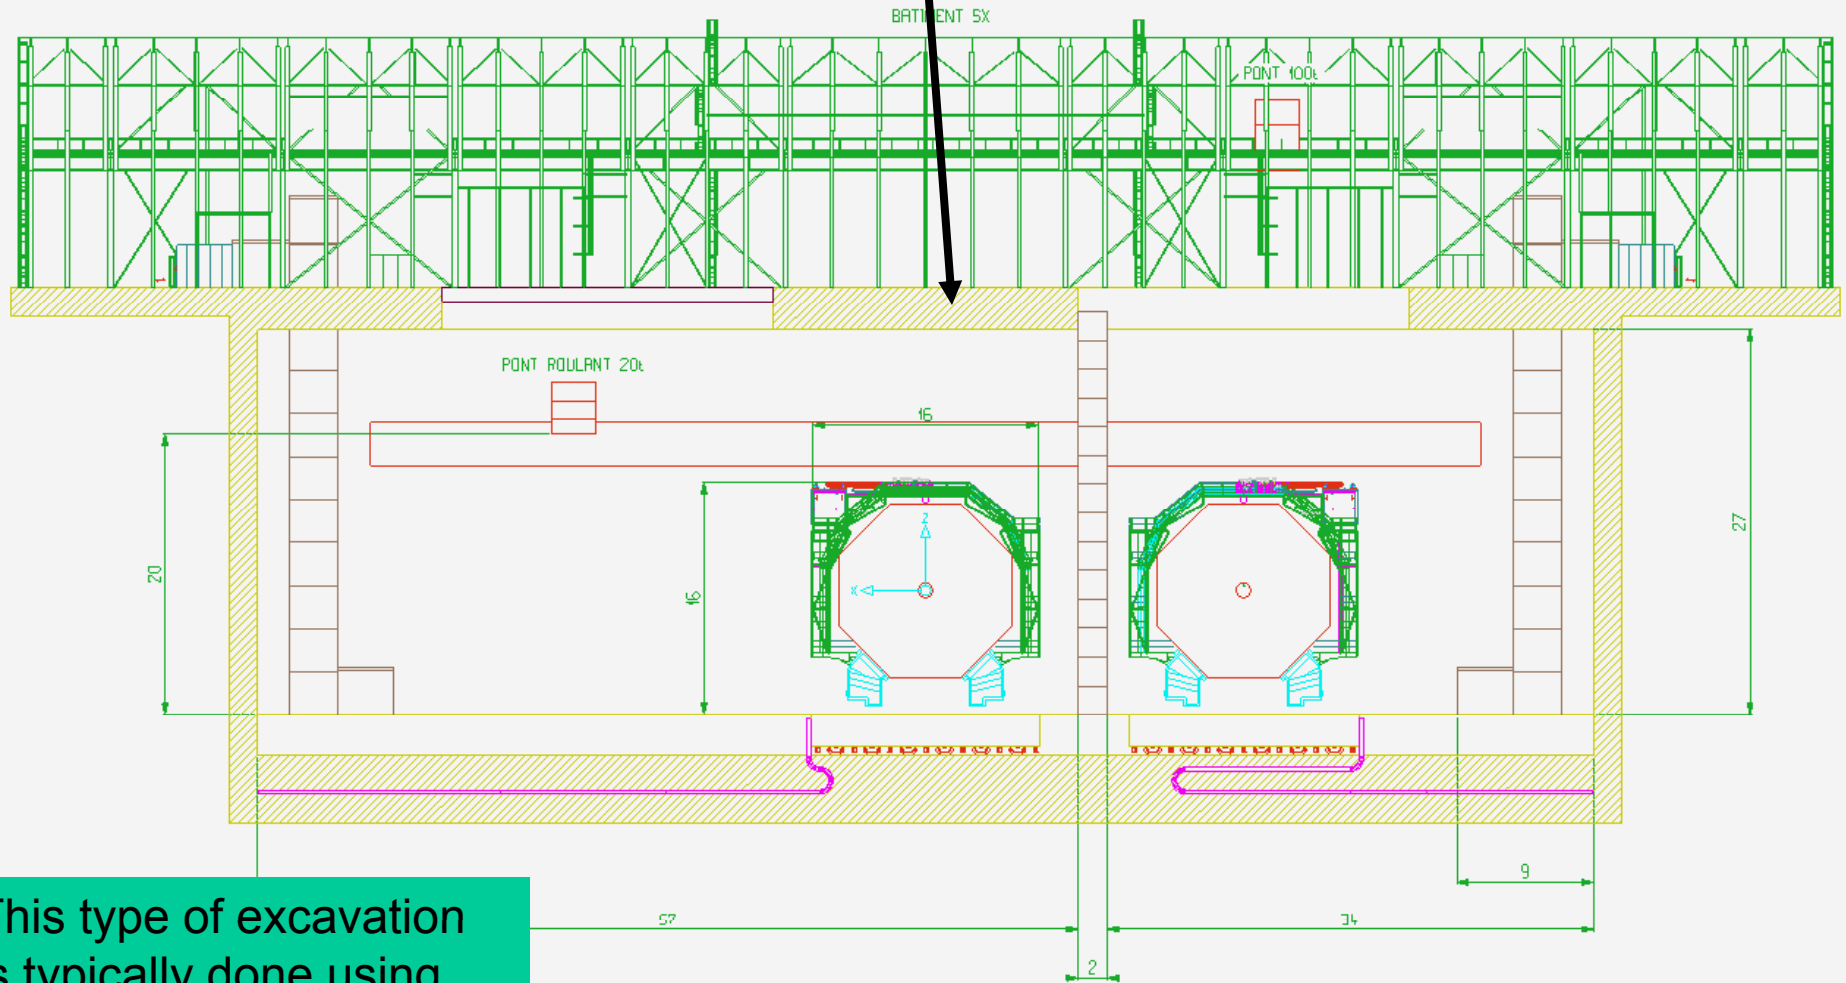 BATIMENT 5X
PONT 100t
PONT ROULANT 20t
16
Z
X
20
16
27
9
57
34
2
This type of excavation
s typically done using